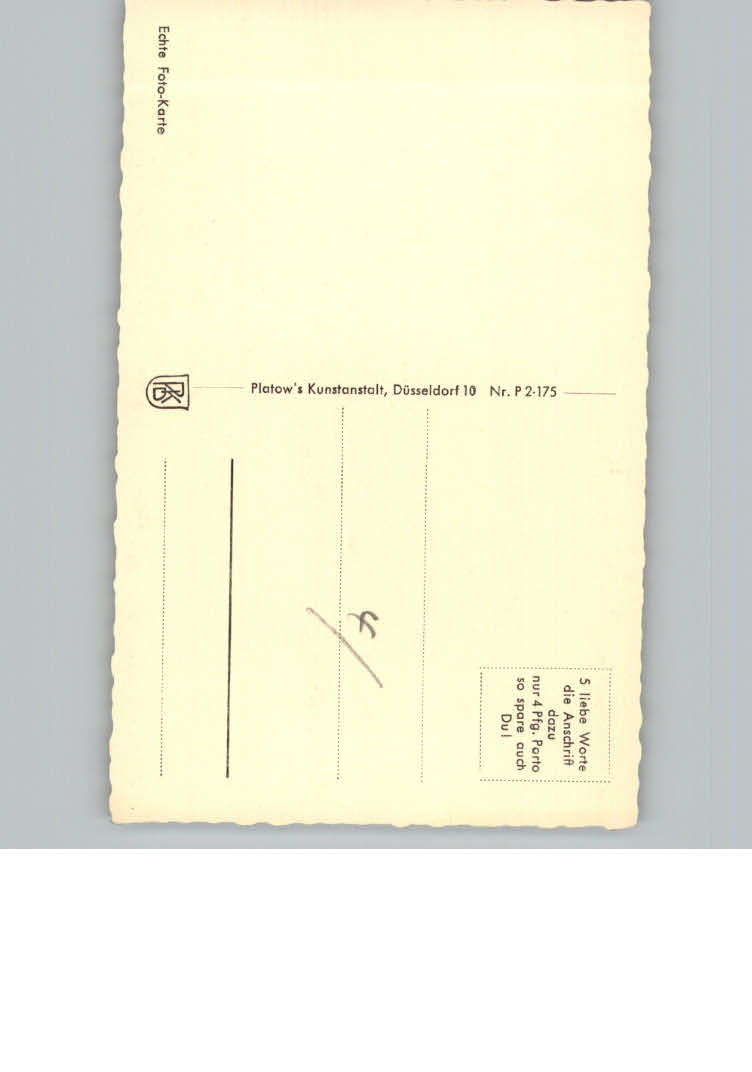 Echte Foto-Karte
Platow's Kunstanstalt, Düsseldorf 10 Nr. P 2-175
5 liebe Worte
die Anschrift
dazu
nur 4 Pfg. Porto
so spare auch
Du!